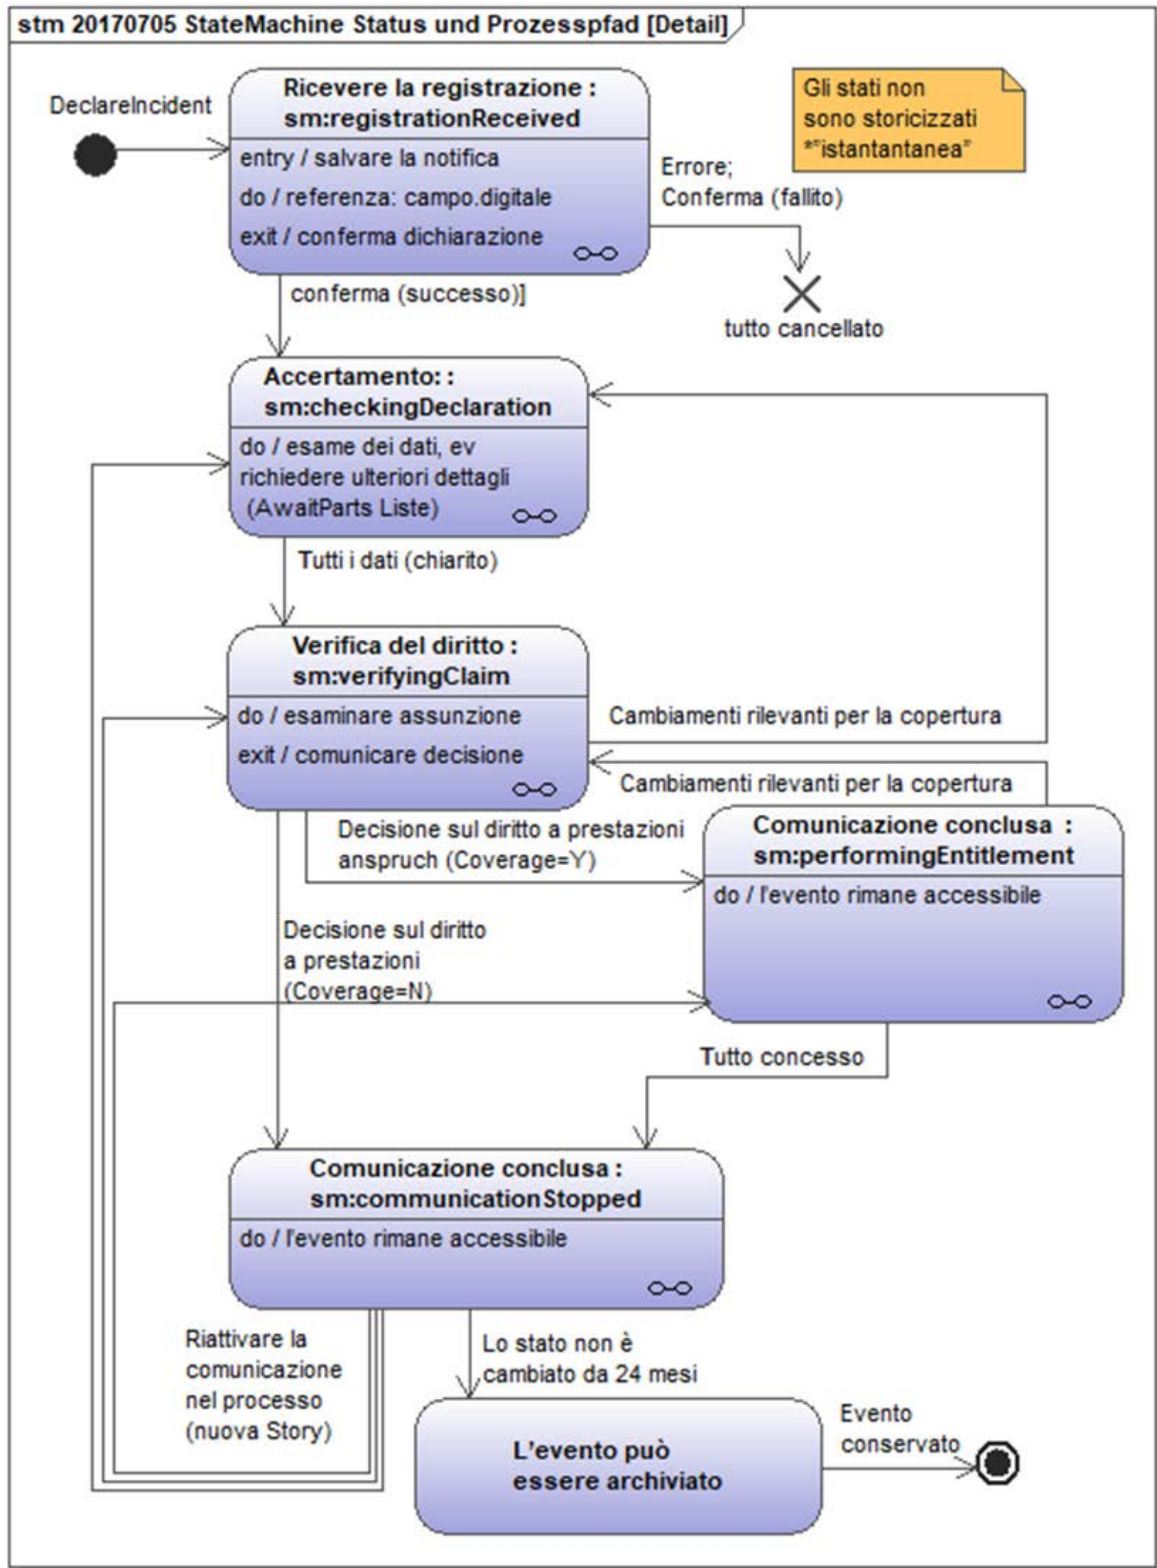 stm 20170705 StateMachine Status und Prozesspfad [Detail]
DeclareIncident
Ricevere la registrazione :
sm:registrationReceived
entry / salvare la notifica
do / referenza: campo.digitale
exit / conferma dichiarazione
Gli stati non
sono storicizzati
*"istantantanea"
Errore;
Conferma (fallito)
tutto cancellato
conferma (successo)]
Accertamento: :
sm:checkingDeclaration
do / esame dei dati, ev
richiedere ulteriori dettagli
(AwaitParts Liste)
Tutti i dati (chiarito)
Verifica del diritto :
sm:verifyingClaim
do / esaminare assunzione
exit / comunicare decisione
Cambiamenti rilevanti per la copertura
Cambiamenti rilevanti per la copertura
Decisione sul diritto a prestazioni
anspruch (Coverage=Y)
Comunicazione conclusa :
sm:performingEntitlement
do / l'evento rimane accessibile
Decisione sul diritto
a prestazioni
(Coverage=N)
Tutto concesso
Comunicazione conclusa :
sm:communicationStopped
do / l'evento rimane accessibile
Riattivare la
comunicazione
nel processo
(nuova Story)
Lo stato non è
cambiato da 24 mesi
L'evento può
essere archiviato
Evento
conservato